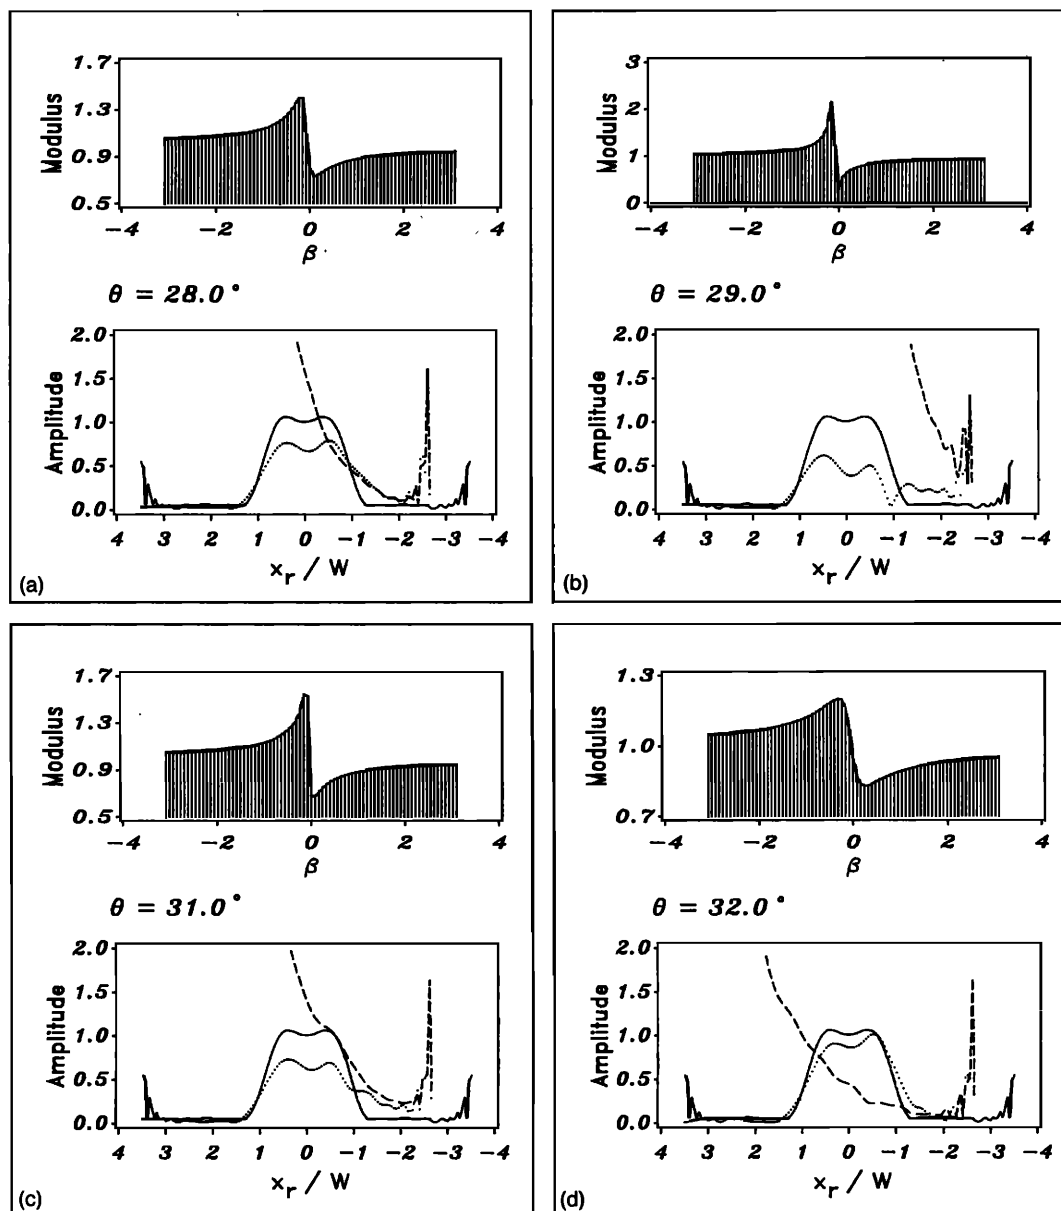 1.7
1.3
0.9
0.5
Modulus
-4 -2 0 2 4
β
θ = 28.0°
2.0
1.5
1.0
0.5
0.0
Amplitude
4 3 2 1 0 -1 -2 -3 -4
x_r / W
(a)
3
2
1
0
Modulus
-4 -2 0 2 4
β
θ = 29.0°
2.0
1.5
1.0
0.5
0.0
Amplitude
4 3 2 1 0 -1 -2 -3 -4
x_r / W
(b)
1.7
1.3
0.9
0.5
Modulus
-4 -2 0 2 4
β
θ = 31.0°
2.0
1.5
1.0
0.5
0.0
Amplitude
4 3 2 1 0 -1 -2 -3 -4
x_r / W
(c)
1.3
1.0
0.7
Modulus
-4 -2 0 2 4
β
θ = 32.0°
2.0
1.5
1.0
0.5
0.0
Amplitude
4 3 2 1 0 -1 -2 -3 -4
x_r / W
(d)